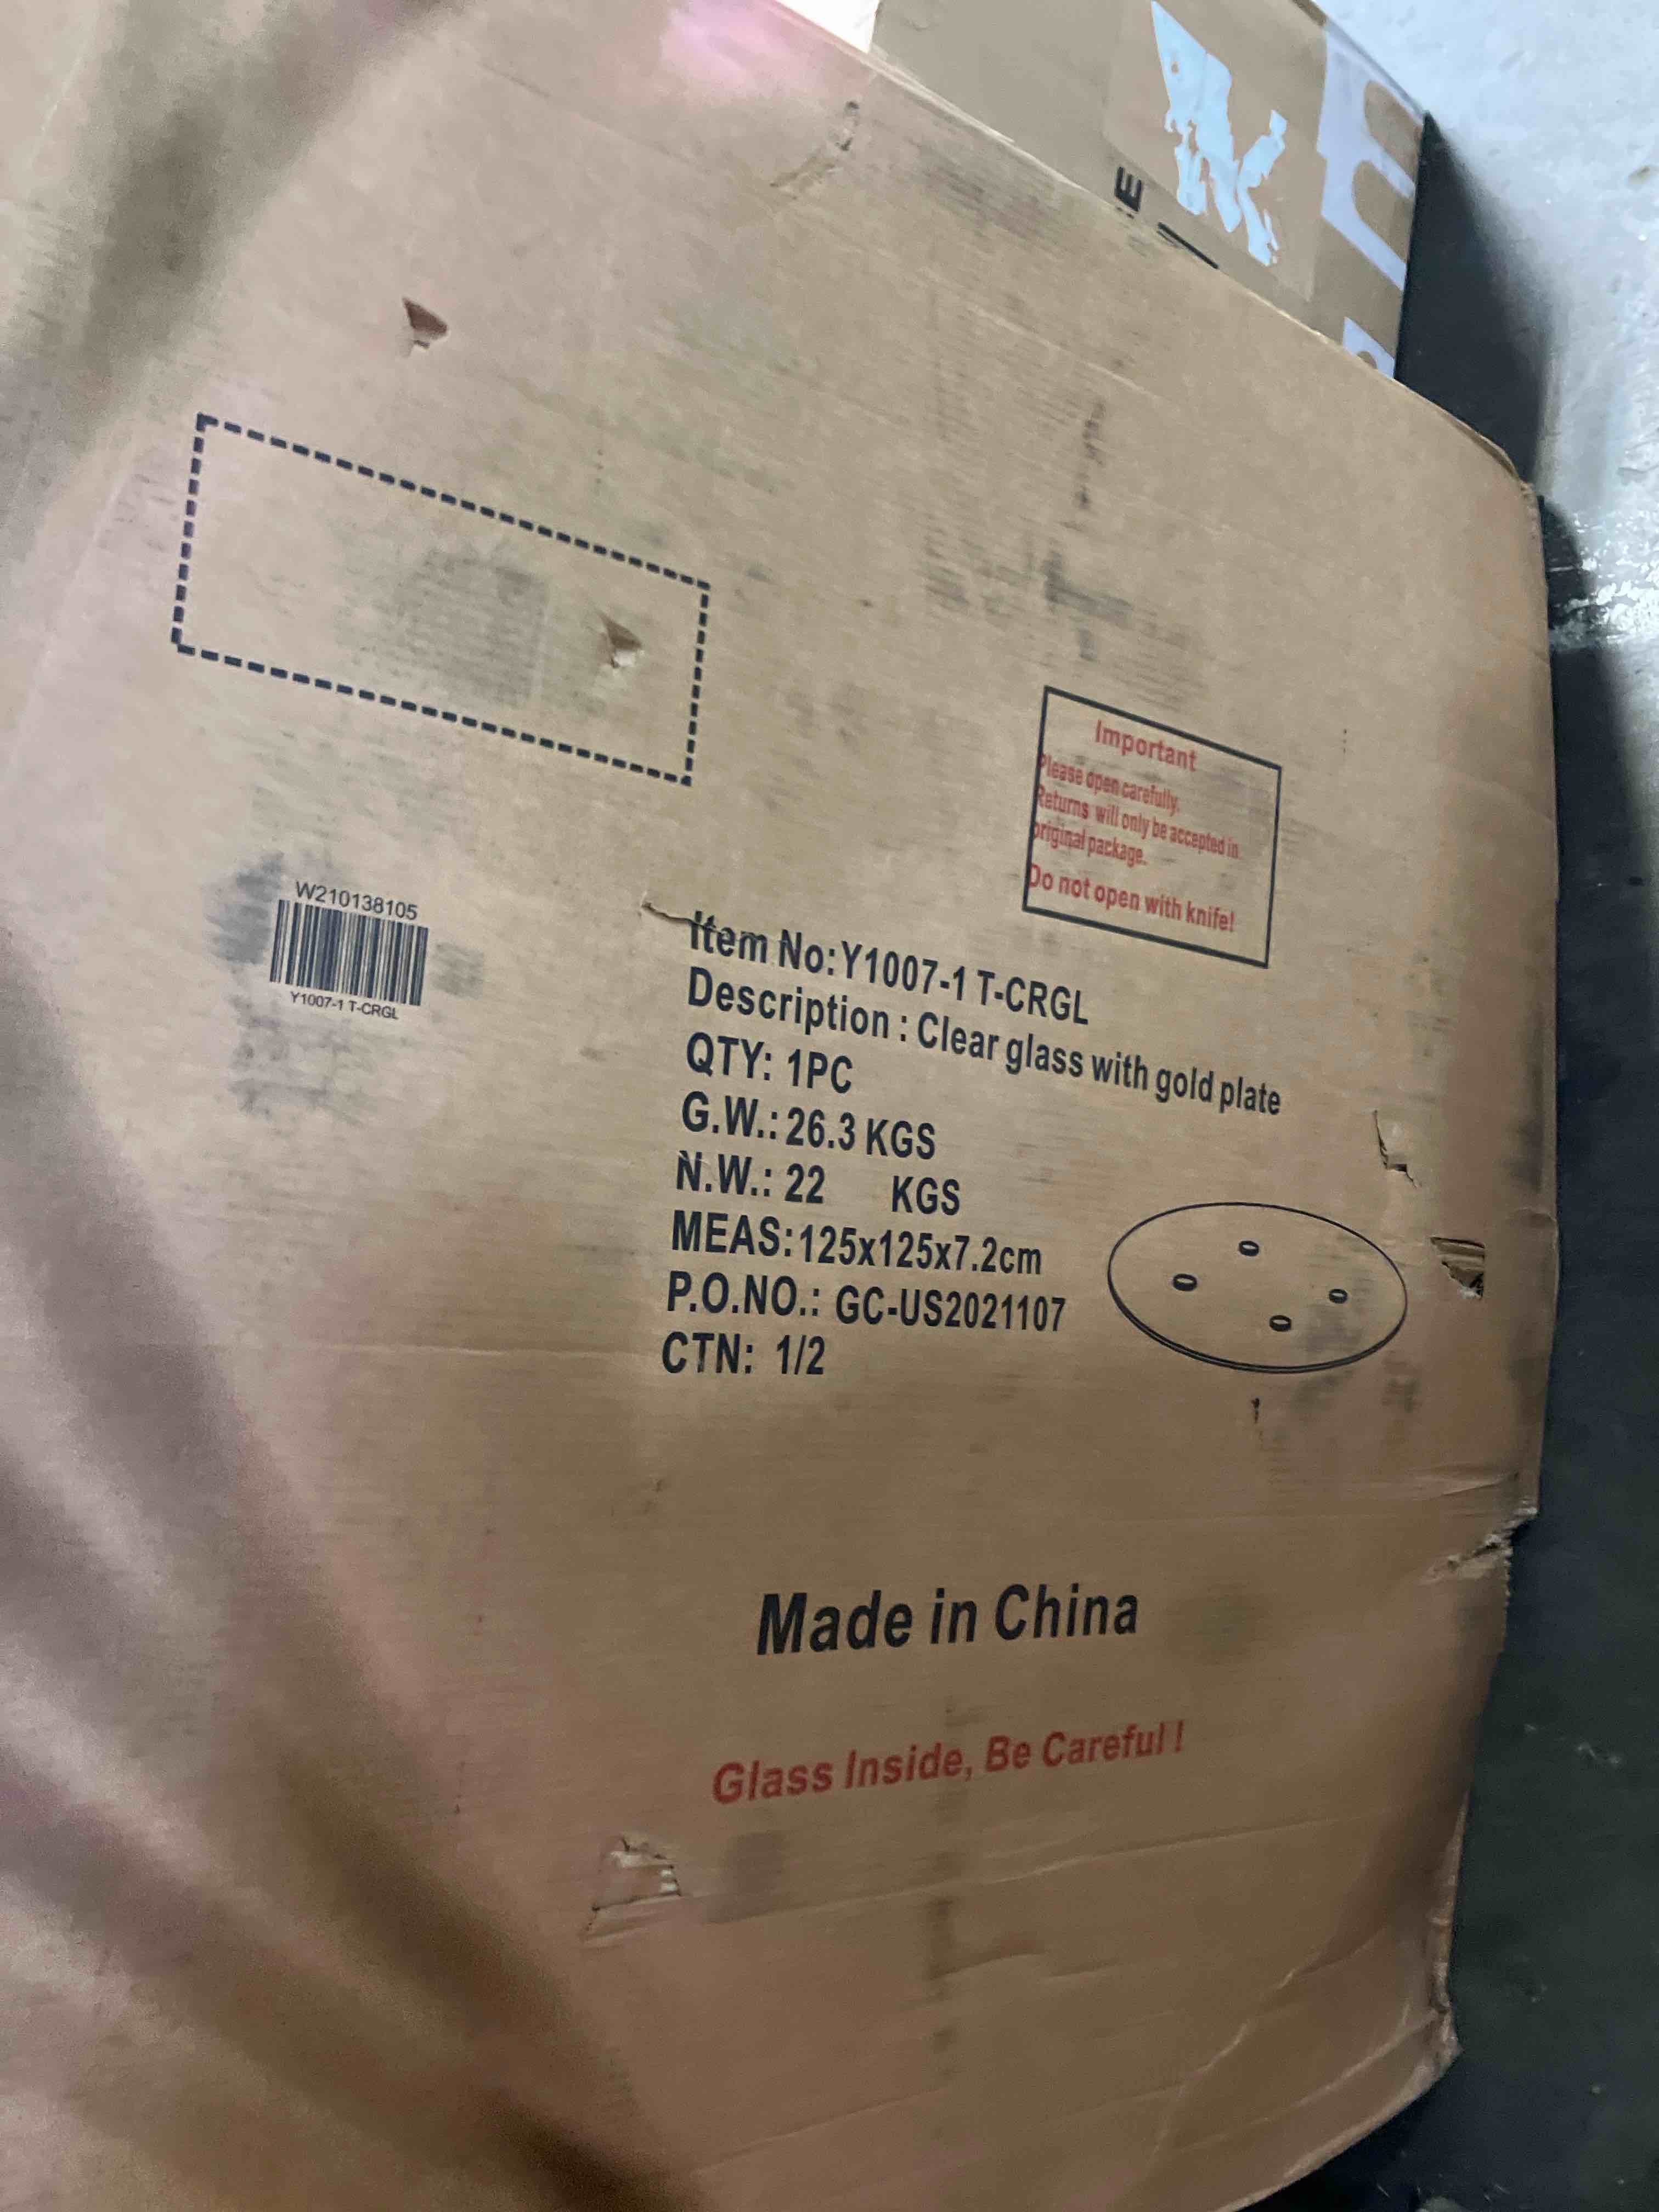 Important
Please open carefully.
Returns will only be accepted in
original package.
Do not open with knife!
W210138105
Y1007-1 T-CRGL
Item No:Y1007-1 T-CRGL
Description : Clear glass with gold plate
QTY: 1PC
G.W.: 26.3 KGS
N.W.: 22 KGS
MEAS:125x125x7.2cm
P.O.NO.: GC-US2021107
CTN: 1/2
Made in China
Glass Inside, Be Careful !